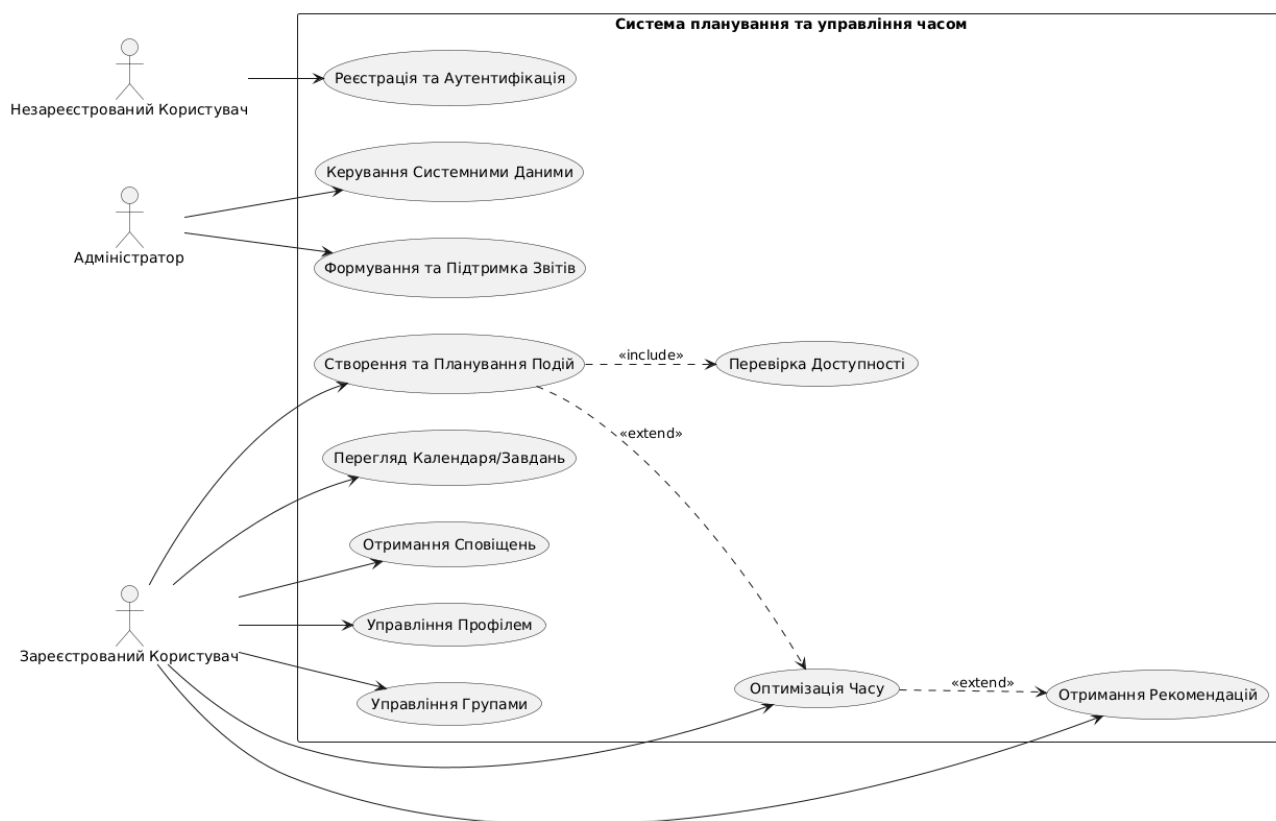 Система планування та управління часом
Реєстрація та Аутентифікація
Незареєстрований Користувач
Керування Системними Даними
Адміністратор
Формування та Підтримка Звітів
Створення та Планування Подій
«include»
Перевірка Доступності
«extend»
Перегляд Календаря/Завдань
Отримання Сповіщень
Управління Профілем
Зареєстрований Користувач
Управління Групами
Оптимізація Часу
«extend»
Отримання Рекомендацій